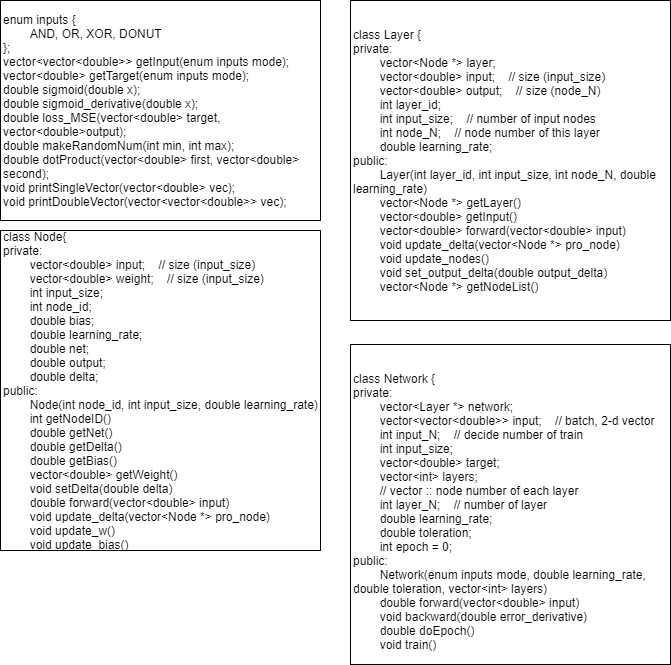 enum inputs {
AND, OR, XOR, DONUT
};
vector<vector<double>> getInput(enum inputs mode);
vector<double> getTarget(enum inputs mode);
double sigmoid(double x);
double sigmoid_derivative(double x);
double loss_MSE(vector<double> target,
vector<double>output);
double makeRandomNum(int min, int max);
double dotProduct(vector<double> first, vector<double>
second);
void printSingleVector(vector<double> vec);
void printDoubleVector(vector<vector<double>> vec);
class Node{
private:
vector<double> input;    // size (input_size)
vector<double> weight;    // size (input_size)
int input_size;
int node_id;
double bias;
double learning_rate;
double net;
double output;
double delta;
public:
Node(int node_id, int input_size, double learning_rate)
int getNodeID()
double getNet()
double getDelta()
double getBias()
vector<double> getWeight()
void setDelta(double delta)
double forward(vector<double> input)
void update_delta(vector<Node *> pro_node)
void update_w()
void update_bias()
class Layer {
private:
vector<Node *> layer;
vector<double> input;    // size (input_size)
vector<double> output;    // size (node_N)
int layer_id;
int input_size;    // number of input nodes
int node_N;    // node number of this layer
double learning_rate;
public:
Layer(int layer_id, int input_size, int node_N, double
learning_rate)
vector<Node *> getLayer()
vector<double> getInput()
vector<double> forward(vector<double> input)
void update_delta(vector<Node *> pro_node)
void update_nodes()
void set_output_delta(double output_delta)
vector<Node *> getNodeList()
class Network {
private:
vector<Layer *> network;
vector<vector<double>> input;    // batch, 2-d vector
int input_N;    // decide number of train
int input_size;
vector<double> target;
vector<int> layers;
// vector :: node number of each layer
int layer_N;    // number of layer
double learning_rate;
double toleration;
int epoch = 0;
public:
Network(enum inputs mode, double learning_rate,
double toleration, vector<int> layers)
double forward(vector<double> input)
void backward(double error_derivative)
double doEpoch()
void train()